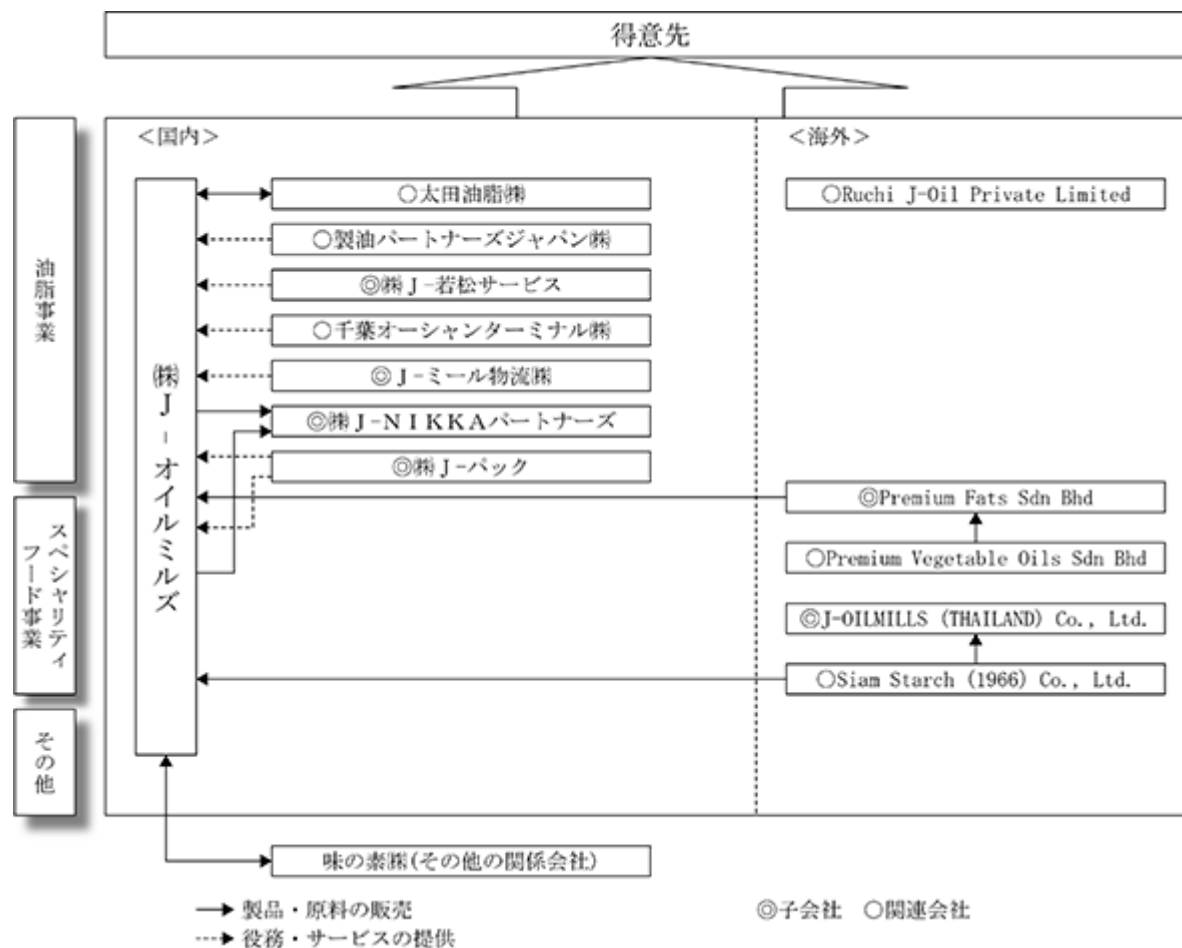 得意先
<国内>
<海外>
油脂事業
スペシャリティ
フード事業
その他
㈱J-オイルミルズ
○太田油脂㈱
○製油パートナーズジャパン㈱
◎㈱J-若松サービス
○千葉オーシャンターミナル㈱
◎J-ミール物流㈱
◎㈱J-NIKKAパートナーズ
◎㈱J-パック
○Ruchi J-Oil Private Limited
◎Premium Fats Sdn Bhd
○Premium Vegetable Oils Sdn Bhd
◎J-OILMILLS (THAILAND) Co., Ltd.
○Siam Starch (1966) Co., Ltd.
味の素㈱(その他の関係会社)
製品・原料の販売
役務・サービスの提供
◎子会社 ○関連会社